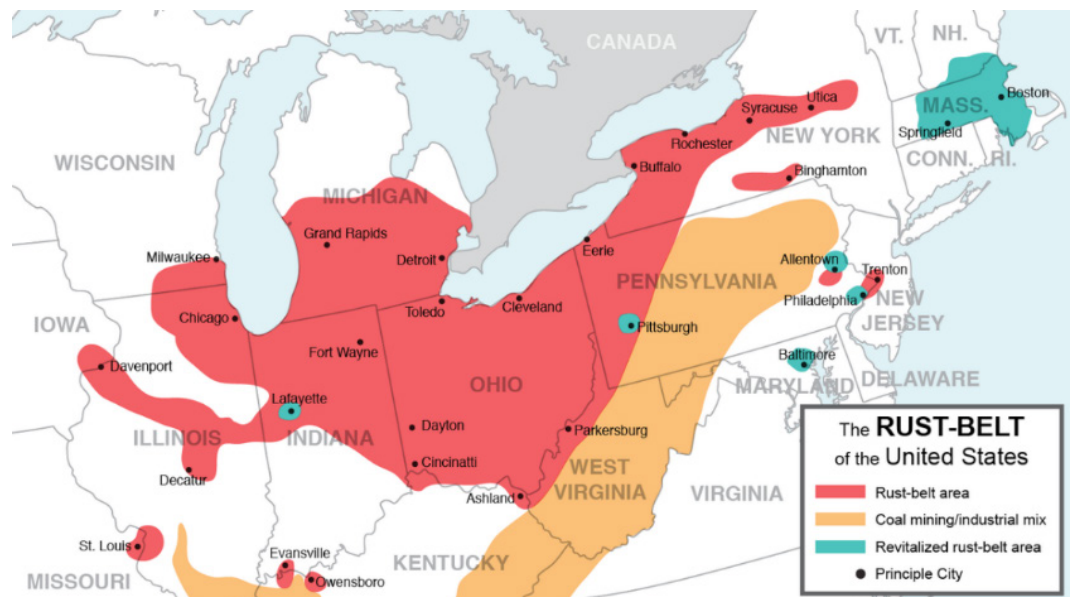 CANADA
VT.
NH.
WISCONSIN
MICHIGAN
NEW YORK
MASS.
CONN.
RI.
Boston
Springfield
Utica
Syracuse
Rochester
Buffalo
Binghamton
Grand Rapids
Milwaukee
Detroit
Eerie
PENNSYLVANIA
Allentown
Trenton
Philadelphia
NEW
JERSEY
IOWA
Chicago
Toledo
Cleveland
Pittsburgh
Fort Wayne
Davenport
OHIO
Baltimore
MARYLAND
DELAWARE
Lafayette
ILLINOIS
INDIANA
Dayton
Parkersburg
Decatur
Cincinatti
WEST
VIRGINIA
VIRGINIA
Ashland
St. Louis
Evansville
Owensboro
KENTUCKY
MISSOURI
The RUST-BELT
of the United States
Rust-belt area
Coal mining/industrial mix
Revitalized rust-belt area
Principle City